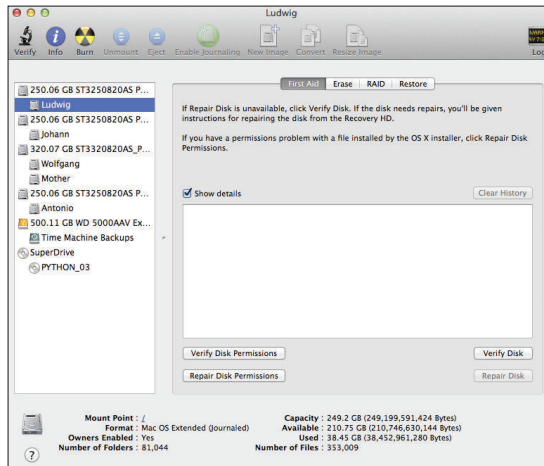 Ludwig
Verify Info Burn Unmount Eject Enable Journaling New Image Convert Resize Image Log
First Aid Erase RAID Restore
250.06 GB ST3250820AS P...
Ludwig
250.06 GB ST3250820AS P...
Johann
320.07 GB ST3320820AS_P...
Wolfgang
Mother
250.06 GB ST3250820AS P...
Antonio
500.11 GB WD 5000AAV Ex...
Time Machine Backups
SuperDrive
PYTHON_03
If Repair Disk is unavailable, click Verify Disk. If the disk needs repairs, you'll be given
instructions for repairing the disk from the Recovery HD.
If you have a permissions problem with a file installed by the OS X installer, click Repair Disk
Permissions.
Show details Clear History
Verify Disk Permissions Verify Disk
Repair Disk Permissions Repair Disk
Mount Point : / Capacity : 249.2 GB (249,199,591,424 Bytes)
Format : Mac OS Extended (Journaled) Available : 210.75 GB (210,746,630,144 Bytes)
Owners Enabled : Yes Used : 38.45 GB (38,452,961,280 Bytes)
Number of Folders : 81,044 Number of Files : 353,009
?